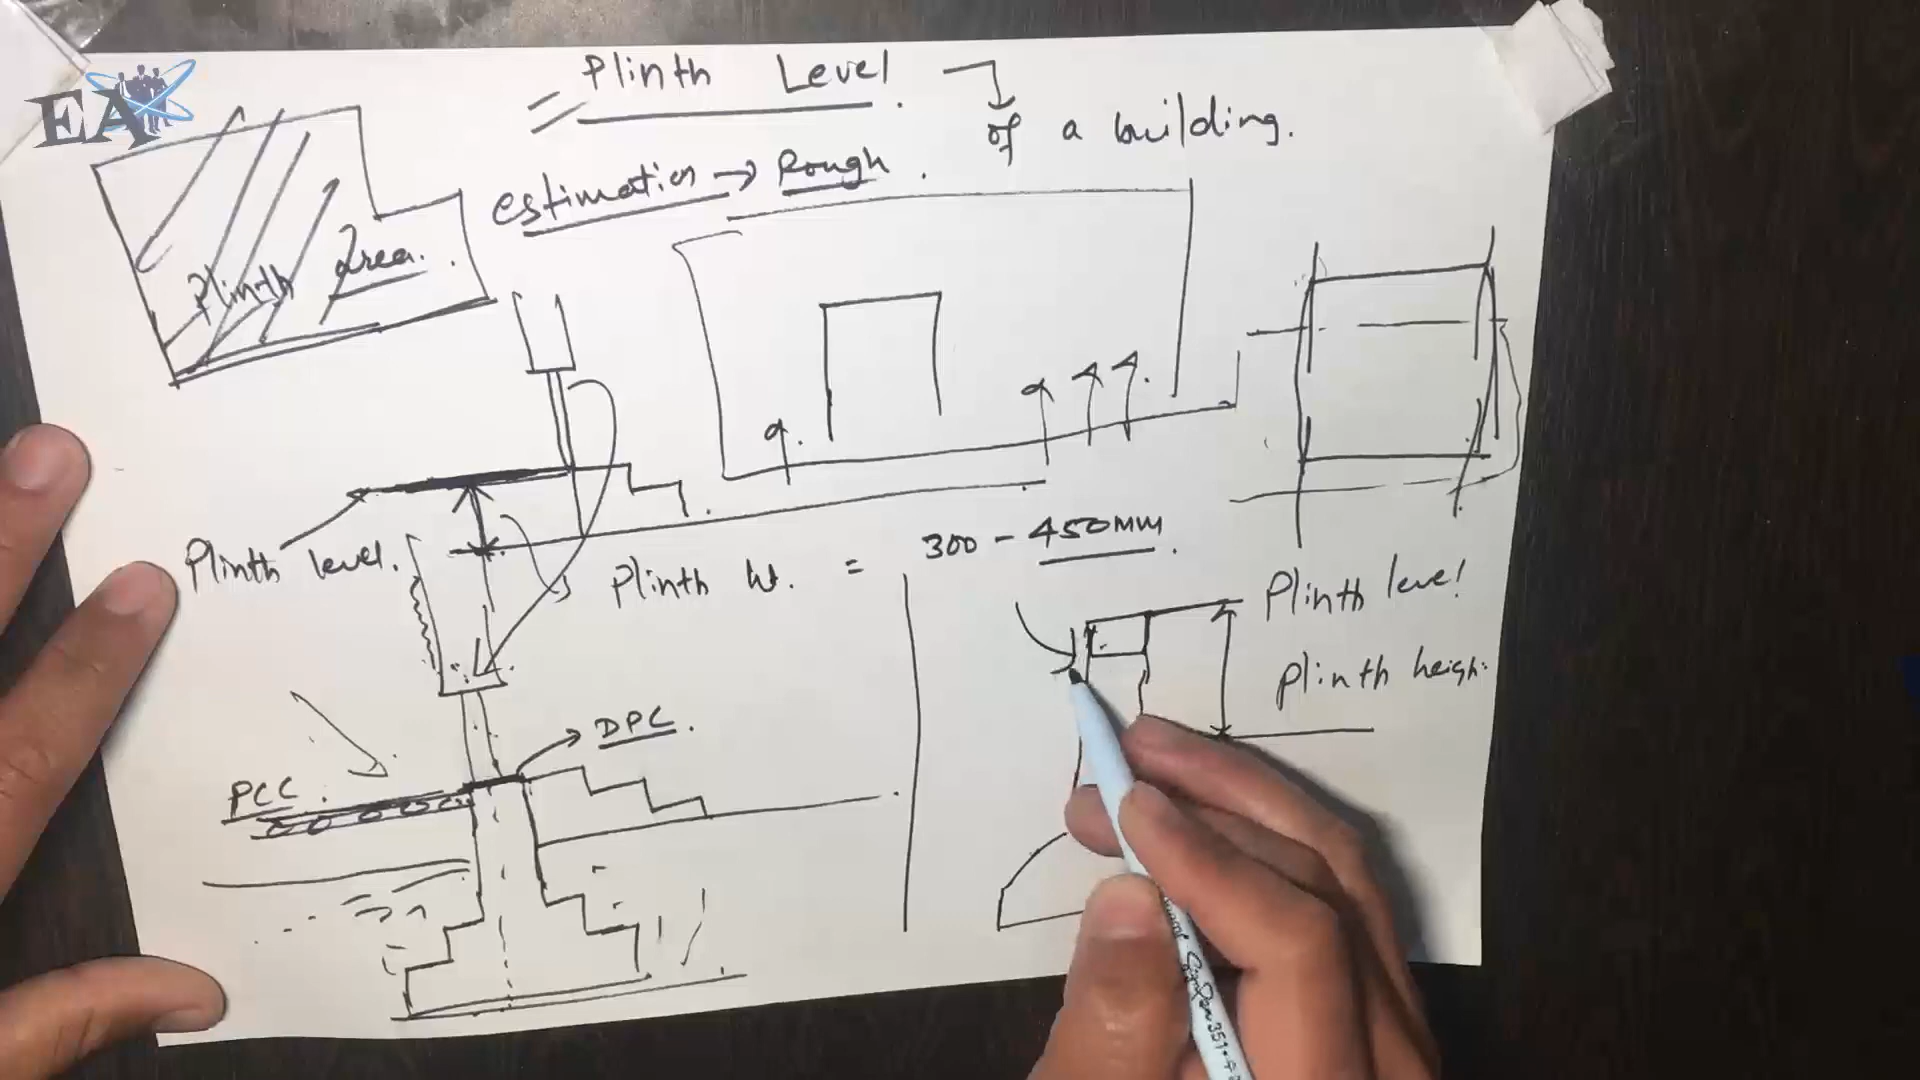 EA
Plinth Level
of a building.
estimation → Rough.
Plinth Area.
Plinth level.
Plinth ht. = 300 - 450mm.
Plinth level
Plinth heigh
DPC.
PCC.